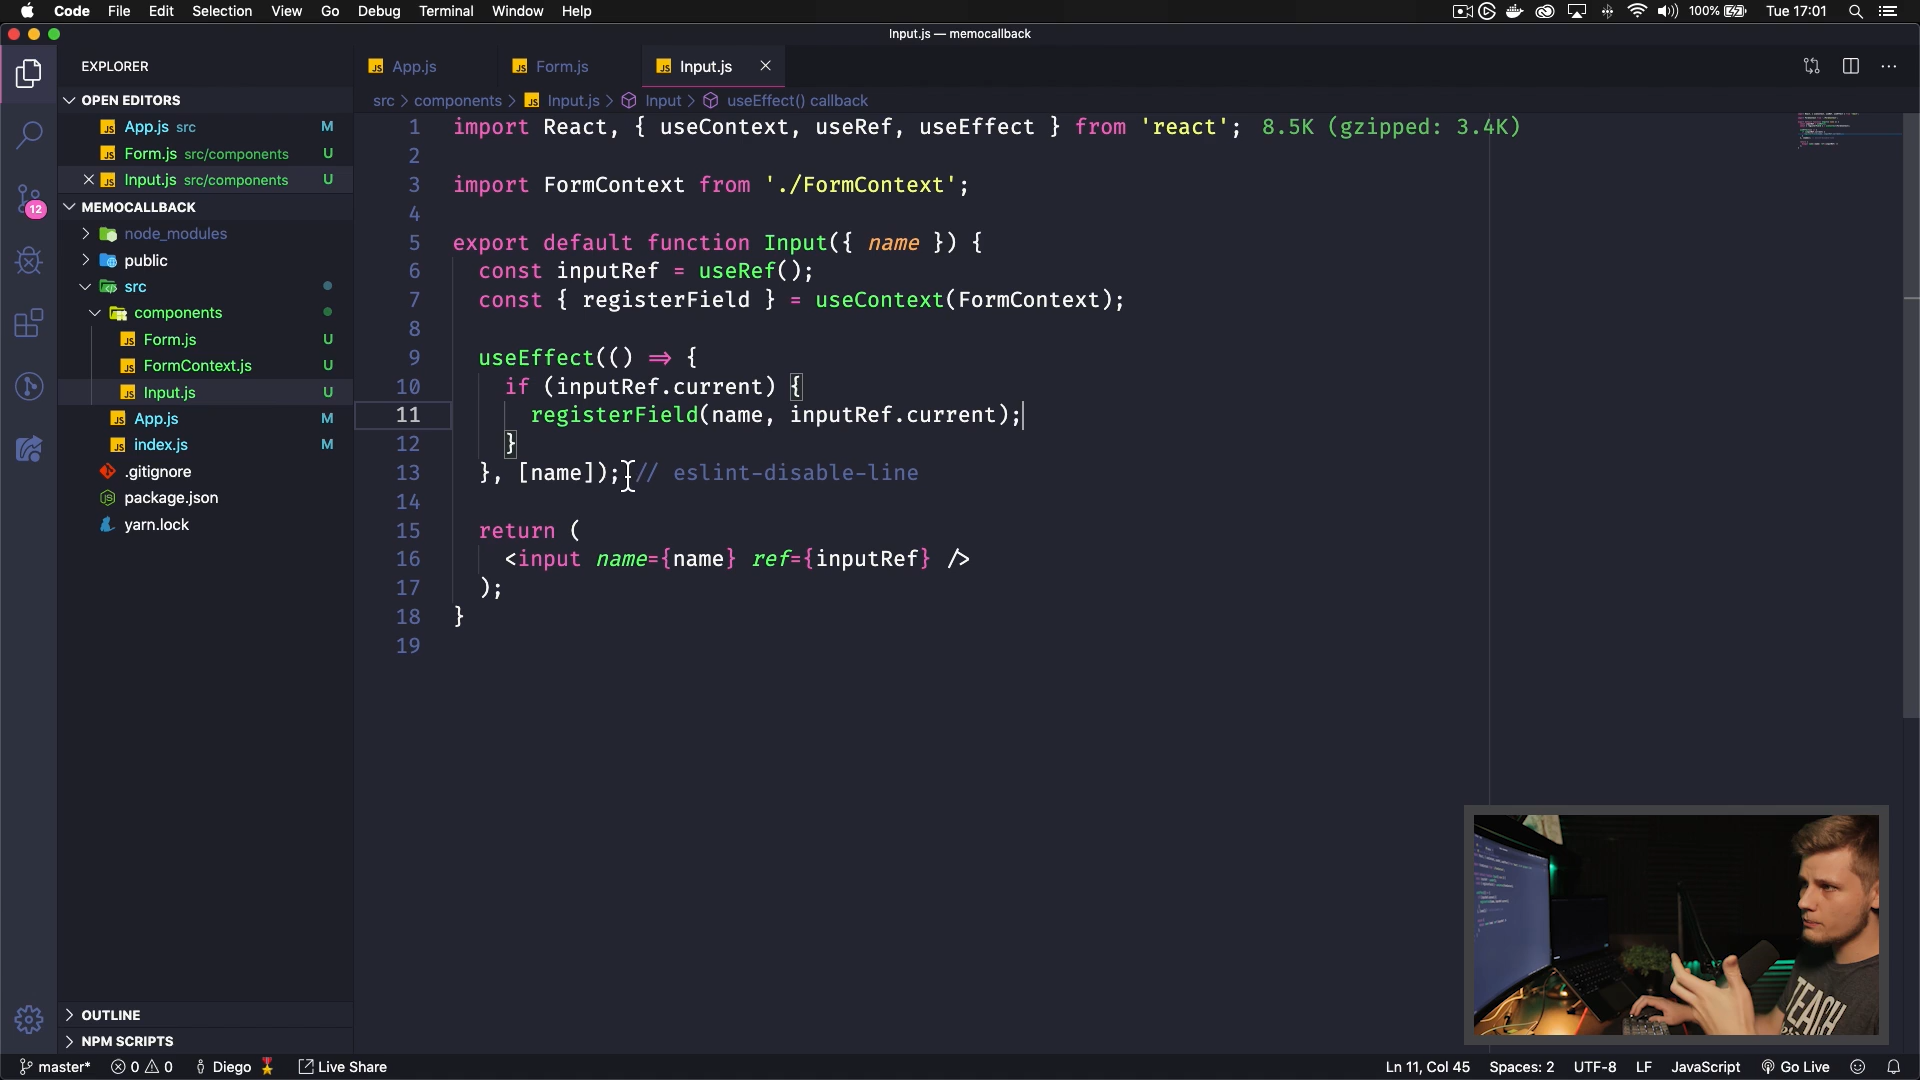 Code File Edit Selection View Go Debug Terminal Window Help
100% Tue 17:01
Input.js — memocallback
EXPLORER
OPEN EDITORS
App.js src M
Form.js src/components U
Input.js src/components U
MEMOCALLBACK
node_modules
public
src
components
Form.js U
FormContext.js U
Input.js U
App.js M
index.js M
.gitignore
package.json
yarn.lock
OUTLINE
NPM SCRIPTS
12
App.js Form.js Input.js
src > components > Input.js > Input > useEffect() callback
1 import React, { useContext, useRef, useEffect } from 'react'; 8.5K (gzipped: 3.4K)
2
3 import FormContext from './FormContext';
4
5 export default function Input({ name }) {
6 const inputRef = useRef();
7 const { registerField } = useContext(FormContext);
8
9 useEffect(() => {
10 if (inputRef.current) {
11 registerField(name, inputRef.current);
12 }
13 }, [name]); // eslint-disable-line
14
15 return (
16 <input name={name} ref={inputRef} />
17 );
18 }
19
TEACH
master* 0 0 Diego Live Share
Ln 11, Col 45 Spaces: 2 UTF-8 LF JavaScript Go Live